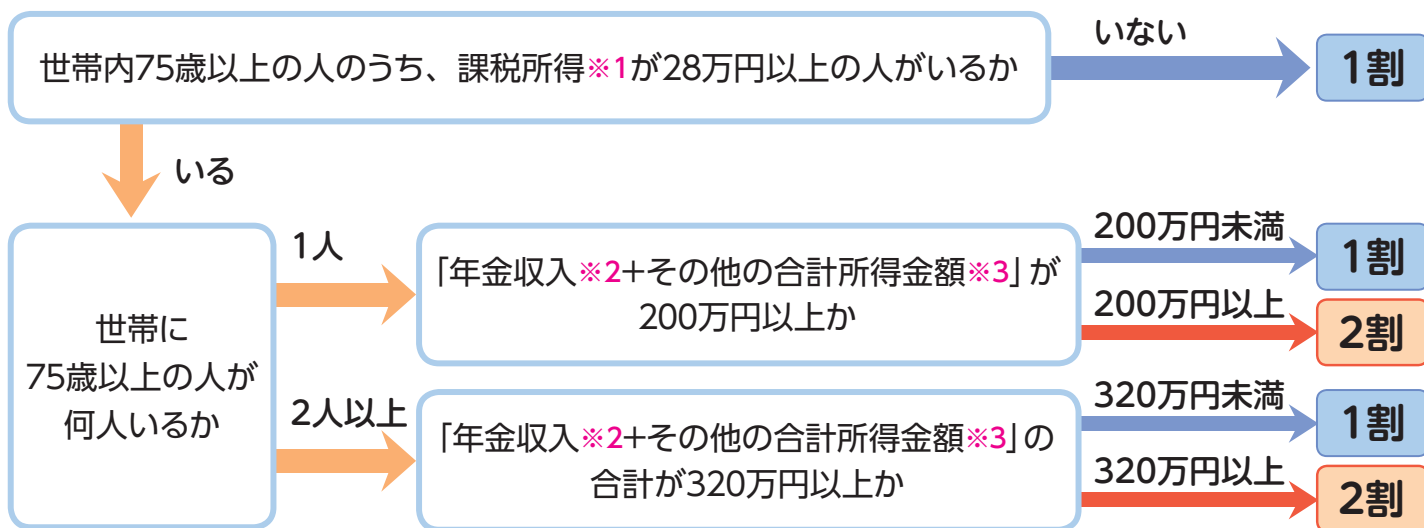 世帯内75歳以上の人のうち、課税所得※1が28万円以上の人がいるか
いない
1割
いる
世帯に
75歳以上の人が
何人いるか
1人
「年金収入※2+その他の合計所得金額※3」が
200万円以上か
200万円未満
1割
200万円以上
2割
2人以上
「年金収入※2+その他の合計所得金額※3」の
合計が320万円以上か
320万円未満
1割
320万円以上
2割